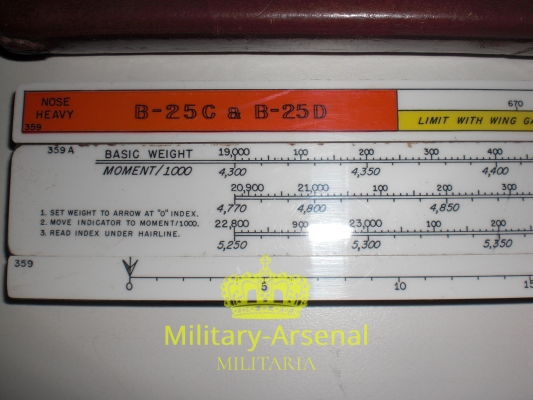 NOSE HEAVY
B-25C & B-25D
670
359
LIMIT WITH WING GA
359 A
BASIC WEIGHT 19,000 100 200 300 400
MOMENT/1000 4,300 4,350 4,400
20,900 21,000 100 200 300
4,770 4,800 4,850
1. SET WEIGHT TO ARROW AT "0" INDEX.
2. MOVE INDICATOR TO MOMENT/1000.
3. READ INDEX UNDER HAIRLINE.
22,800 900 23,000 100 200 300
5,250 5,300 5,350
359
0 5 10 15
Military-Arsenal
MILITARIA